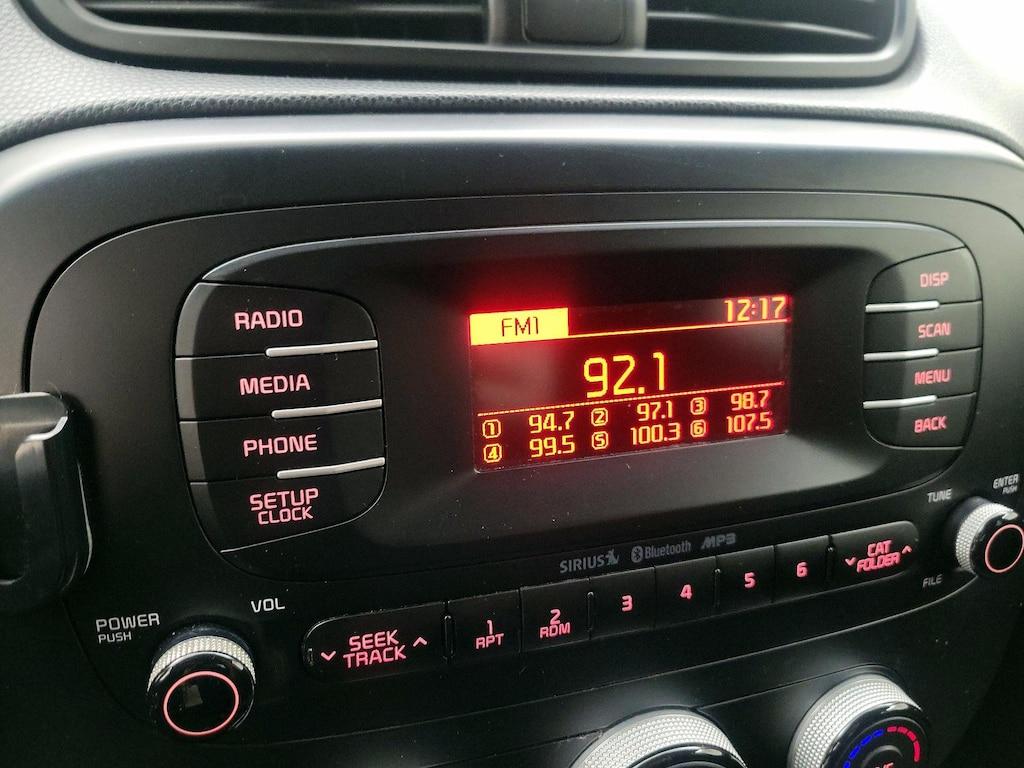 FM1 12:17
92.1
1 94.7 2 97.1 3 98.7
4 99.5 5 100.3 6 107.5
RADIO
MEDIA
PHONE
SETUP
CLOCK
DISP
SCAN
MENU
BACK
SIRIUS Bluetooth MP3
POWER
PUSH
VOL
SEEK
TRACK
1
RPT
2
RDM
3
4
5
6
CAT
FOLDER
TUNE
FILE
ENTER
PUSH